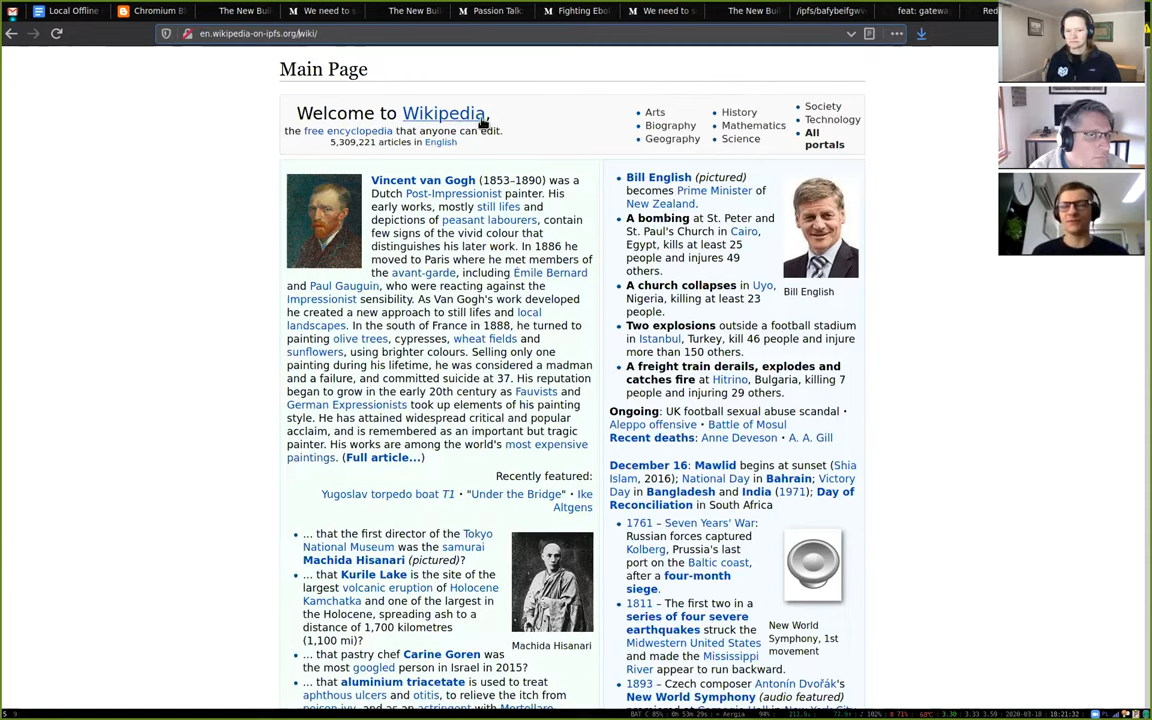 Local Offline
Chromium B
The New Bui
We need to s
The New Bui
Passion Talk
Fighting Ebol
We need to s
The New Bui
/ipfs/bafybeifgwv
feat: gatewa
Red
en.wikipedia-on-ipfs.org/wiki/
Main Page
Welcome to Wikipedia,
the free encyclopedia that anyone can edit.
5,309,221 articles in English
Arts
Biography
Geography
History
Mathematics
Science
Society
Technology
All
portals
Vincent van Gogh (1853–1890) was a
Dutch Post-Impressionist painter. His
early works, mostly still lifes and
depictions of peasant labourers, contain
few signs of the vivid colour that
distinguishes his later work. In 1886 he
moved to Paris where he met members of
the avant-garde, including Émile Bernard
and Paul Gauguin, who were reacting against the
Impressionist sensibility. As Van Gogh's work developed
he created a new approach to still lifes and local
landscapes. In the south of France in 1888, he turned to
painting olive trees, cypresses, wheat fields and
sunflowers, using brighter colours. Selling only one
painting during his lifetime, he was considered a madman
and a failure, and committed suicide at 37. His reputation
began to grow in the early 20th century as Fauvists and
German Expressionists took up elements of his painting
style. He has attained widespread critical and popular
acclaim, and is remembered as an important but tragic
painter. His works are among the world's most expensive
paintings. (Full article...)
Recently featured:
Yugoslav torpedo boat T1 · "Under the Bridge" · Ike
Altgens
... that the first director of the Tokyo
National Museum was the samurai
Machida Hisanari (pictured)?
... that Kurile Lake is the site of the
largest volcanic eruption of Holocene
Kamchatka and one of the largest in
the Holocene, spreading ash to a
distance of 1,700 kilometres
(1,100 mi)?
Machida Hisanari
... that pastry chef Carine Goren was
the most googled person in Israel in 2015?
... that aluminium triacetate is used to treat
aphthous ulcers and otitis, to relieve the itch from
poison ivy, and as an astringent with Mortellaro
Bill English (pictured)
becomes Prime Minister of
New Zealand.
A bombing at St. Peter and
St. Paul's Church in Cairo,
Egypt, kills at least 25
people and injures 49
others.
A church collapses in Uyo,
Nigeria, killing at least 23
people.
Bill English
Two explosions outside a football stadium
in Istanbul, Turkey, kill 46 people and injure
more than 150 others.
A freight train derails, explodes and
catches fire at Hitrino, Bulgaria, killing 7
people and injuring 29 others.
Ongoing: UK football sexual abuse scandal ·
Aleppo offensive · Battle of Mosul
Recent deaths: Anne Deveson · A. A. Gill
December 16: Mawlid begins at sunset (Shia
Islam, 2016); National Day in Bahrain; Victory
Day in Bangladesh and India (1971); Day of
Reconciliation in South Africa
1761 – Seven Years' War:
Russian forces captured
Kolberg, Prussia's last
port on the Baltic coast,
after a four-month
siege.
1811 – The first two in a
series of four severe
earthquakes struck the
Midwestern United States
and made the Mississippi
River appear to run backward.
New World
Symphony, 1st
movement
1893 – Czech composer Antonín Dvořák's
New World Symphony (audio featured)
2020-03-18 | 18:21:32